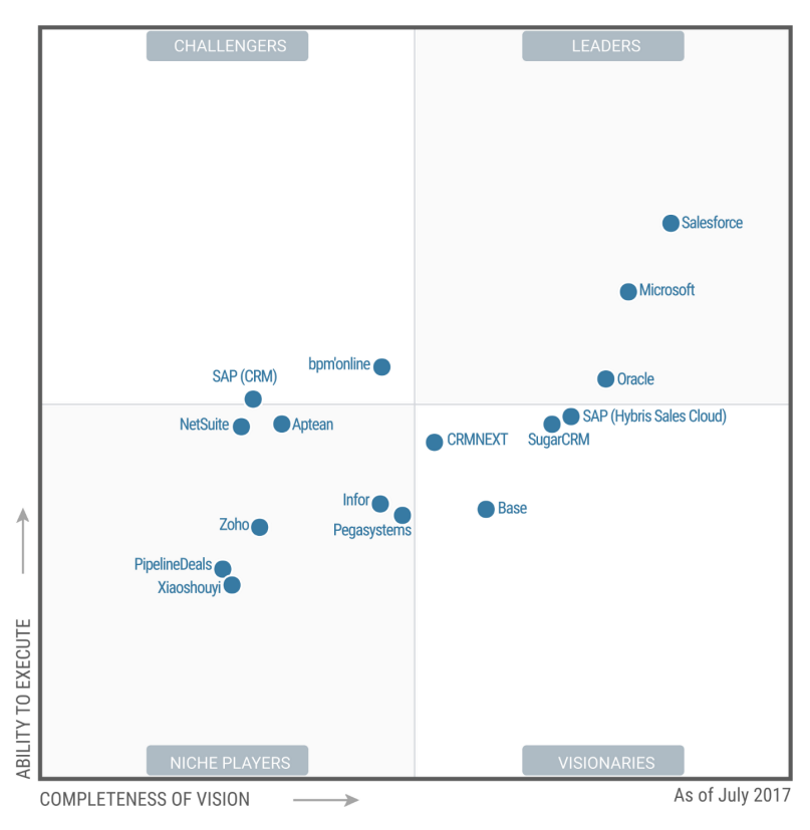 CHALLENGERS
LEADERS
Salesforce
Microsoft
bpm'online
SAP (CRM)
Oracle
NetSuite
Aptean
SAP (Hybris Sales Cloud)
CRMNEXT
SugarCRM
Infor
Base
Pegasystems
Zoho
PipelineDeals
Xiaoshouyi
ABILITY TO EXECUTE
NICHE PLAYERS
VISIONARIES
COMPLETENESS OF VISION
As of July 2017